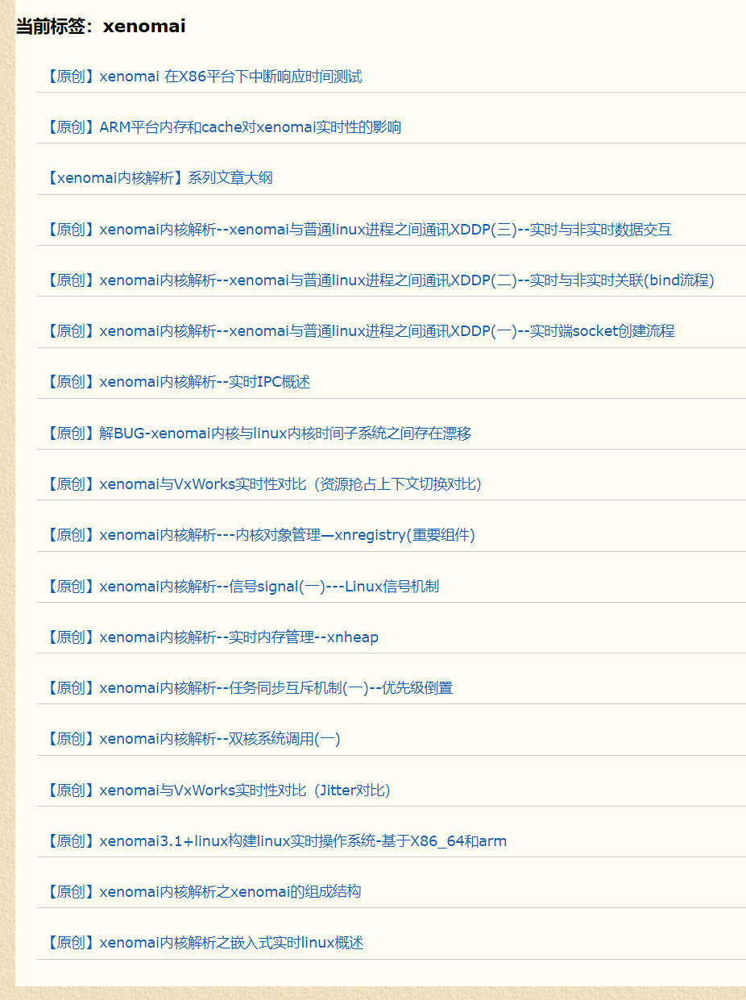 当前标签：xenomai
【原创】xenomai 在X86平台下中断响应时间测试
【原创】ARM平台内存和cache对xenomai实时性的影响
【xenomai内核解析】系列文章大纲
【原创】xenomai内核解析--xenomai与普通linux进程之间通讯XDDP(三)--实时与非实时数据交互
【原创】xenomai内核解析--xenomai与普通linux进程之间通讯XDDP(二)--实时与非实时关联(bind流程)
【原创】xenomai内核解析--xenomai与普通linux进程之间通讯XDDP(一)--实时端socket创建流程
【原创】xenomai内核解析--实时IPC概述
【原创】解BUG-xenomai内核与linux内核时间子系统之间存在漂移
【原创】xenomai与VxWorks实时性对比（资源抢占上下文切换对比）
【原创】xenomai内核解析---内核对象管理—xnregistry(重要组件)
【原创】xenomai内核解析--信号signal(一)---Linux信号机制
【原创】xenomai内核解析--实时内存管理--xnheap
【原创】xenomai内核解析--任务同步互斥机制(一)--优先级倒置
【原创】xenomai内核解析--双核系统调用(一)
【原创】xenomai与VxWorks实时性对比（Jitter对比）
【原创】xenomai3.1+linux构建linux实时操作系统-基于X86_64和arm
【原创】xenomai内核解析之xenomai的组成结构
【原创】xenomai内核解析之嵌入式实时linux概述